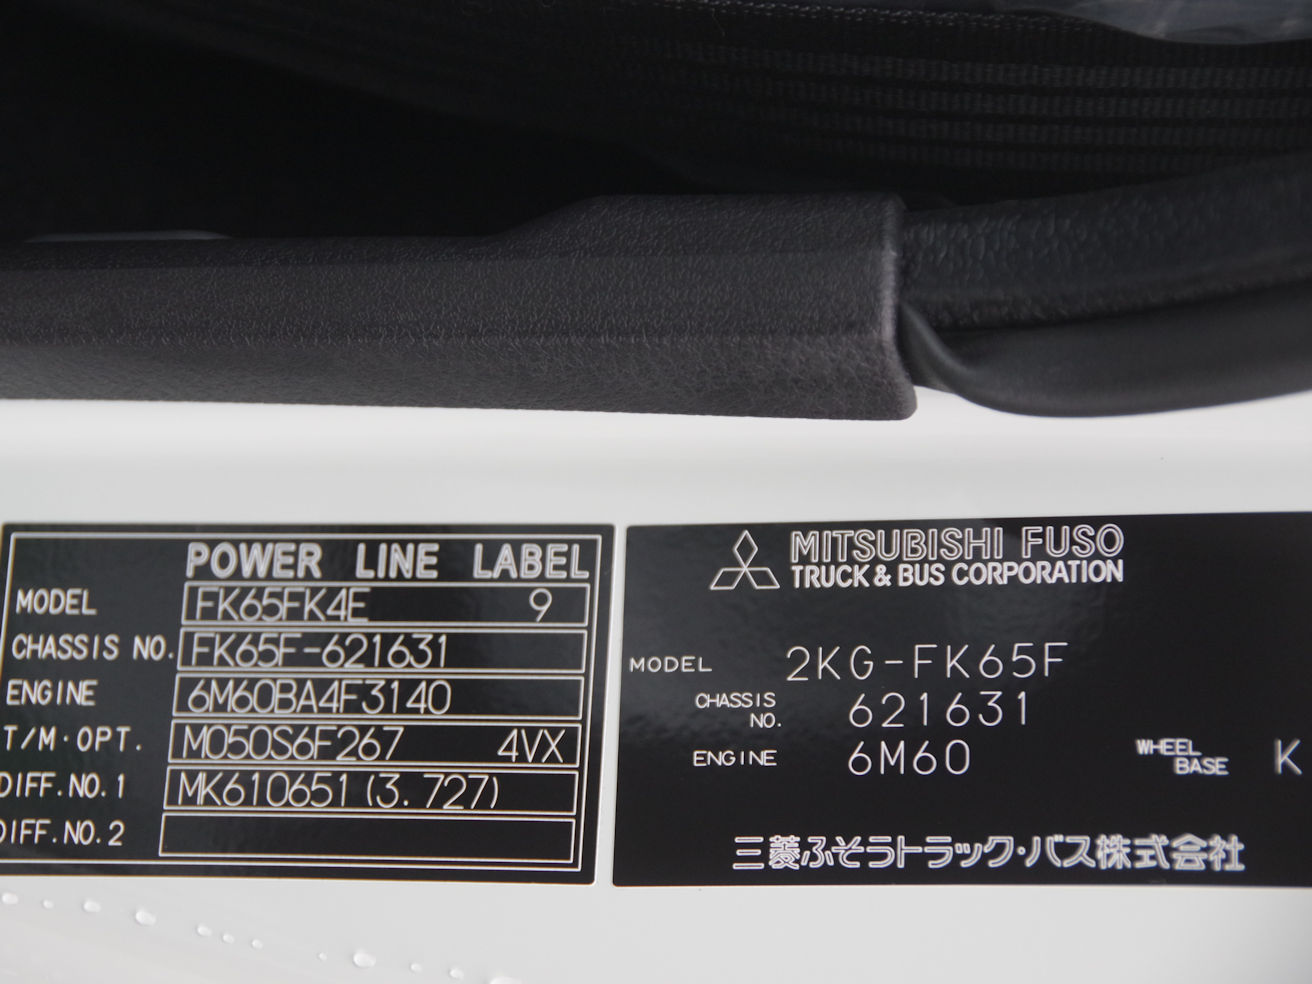 POWER LINE LABEL
MODEL FK65FK4E 9
CHASSIS NO. FK65F-621631
ENGINE 6M60BA4F3140
T/M·OPT. M050S6F267 4VX
DIFF.NO.1 MK610651 (3.727)
DIFF.NO.2
MITSUBISHI FUSO
TRUCK & BUS CORPORATION
MODEL 2KG-FK65F
CHASSIS NO. 621631
ENGINE 6M60 WHEEL BASE K
三菱ふそうトラック・バス株式会社